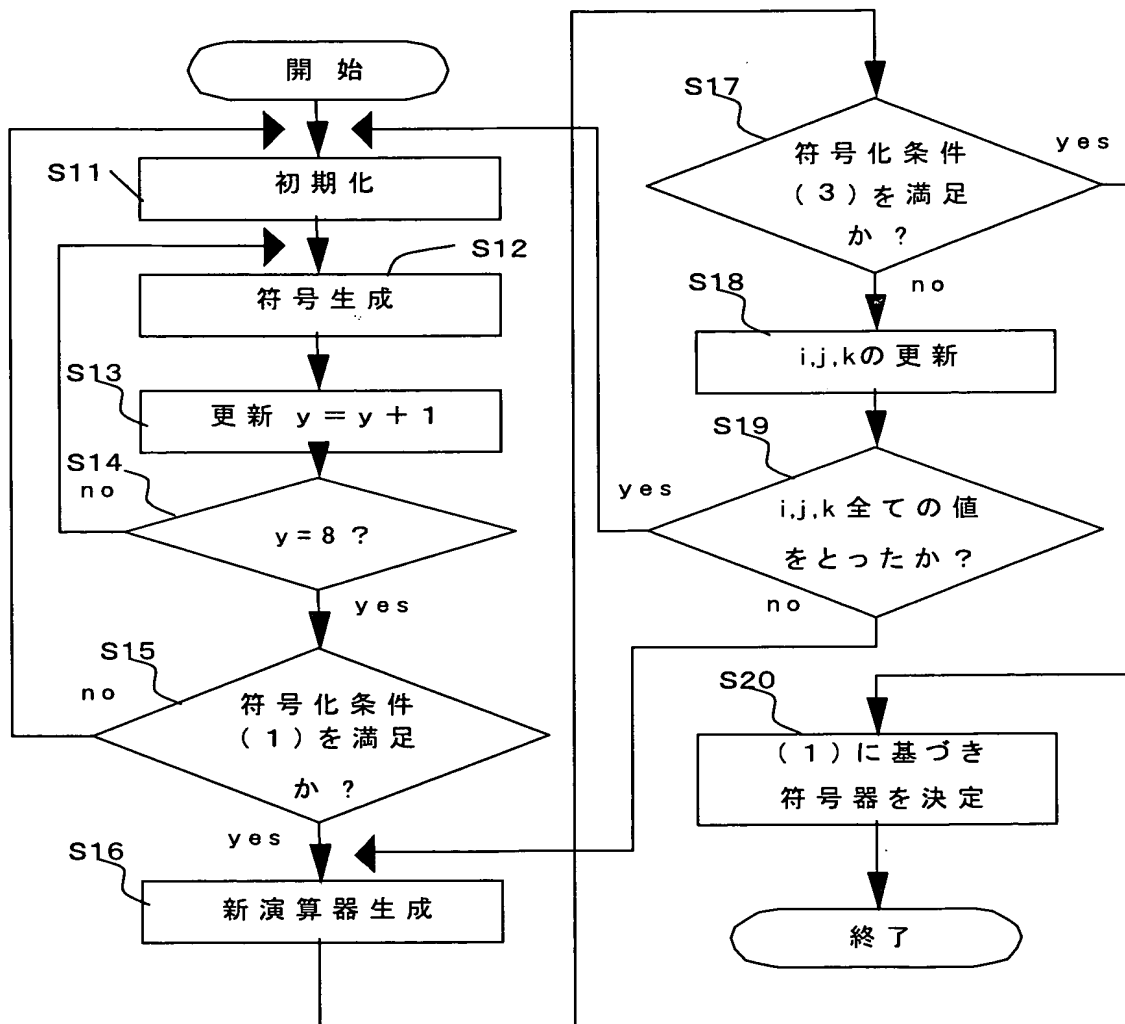 開始
S11
初期化
S12
符号生成
S13
更新 y=y+1
S14
no
y=8?
yes
S15
no
符号化条件
(1)を満足
か?
yes
S16
新演算器生成
S17
符号化条件
(3)を満足
か?
yes
no
S18
i,j,kの更新
S19
yes
i,j,k全ての値
をとったか?
no
S20
(1)に基づき
符号器を決定
終了